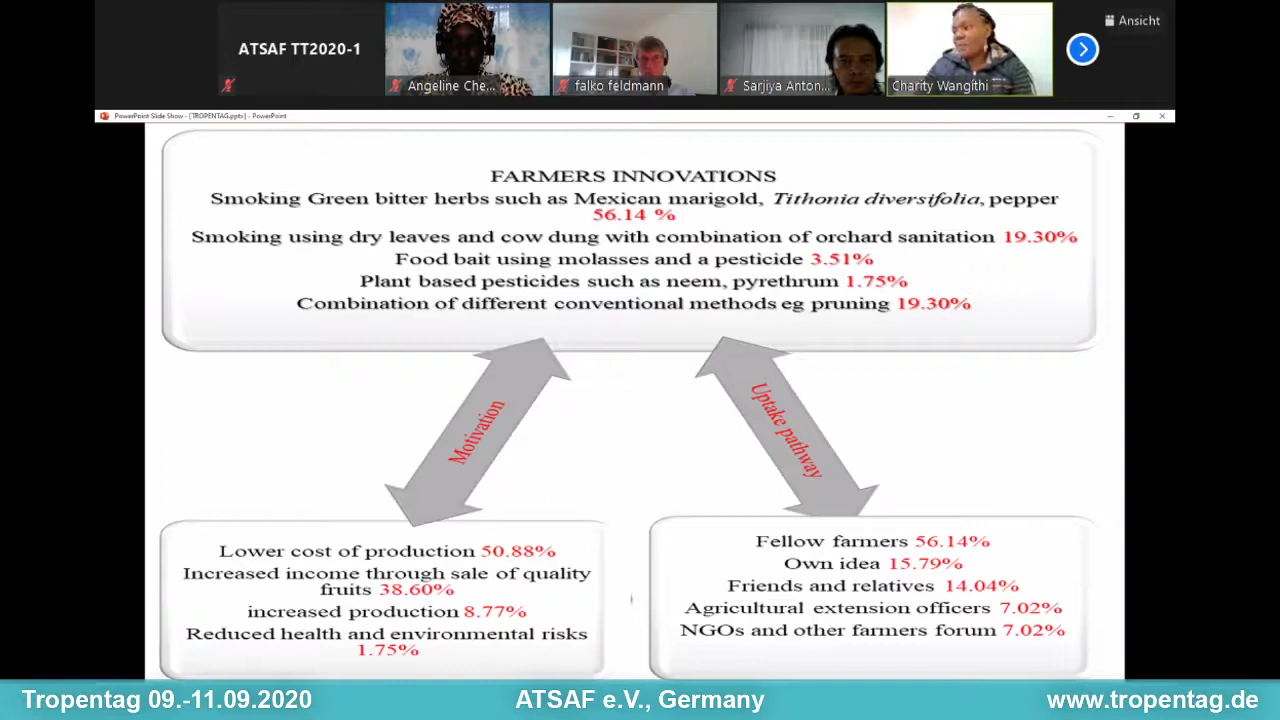 ATSAF TT2020-1
Angeline Che...
falko feldmann
Sarjiya Anton...
Charity Wangithi
Ansicht
PowerPoint Slide Show - [TROPENTAG.pptx] - PowerPoint
FARMERS INNOVATIONS
Smoking Green bitter herbs such as Mexican marigold, Tithonia diversifolia, pepper
56.14 %
Smoking using dry leaves and cow dung with combination of orchard sanitation 19.30%
Food bait using molasses and a pesticide 3.51%
Plant based pesticides such as neem, pyrethrum 1.75%
Combination of different conventional methods eg pruning 19.30%
Motivation
Uptake pathway
Lower cost of production 50.88%
Increased income through sale of quality
fruits 38.60%
increased production 8.77%
Reduced health and environmental risks
1.75%
Fellow farmers 56.14%
Own idea 15.79%
Friends and relatives 14.04%
Agricultural extension officers 7.02%
NGOs and other farmers forum 7.02%
Tropentag 09.-11.09.2020
ATSAF e.V., Germany
www.tropentag.de